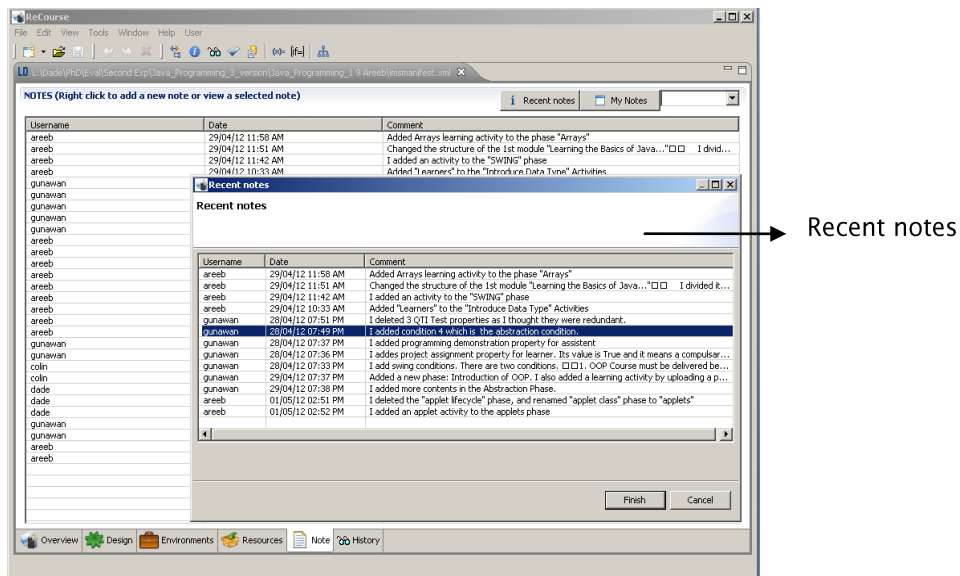 ReCourse
File Edit View Tools Window Help User
LD L:\Dade\PhD\Eval\Second Exp\Java_Programming_3_version\Java_Programming_1 9 Areeb\imsmanifest.xml
NOTES (Right click to add a new note or view a selected note)
Recent notes My Notes
Username Date Comment
areeb 29/04/12 11:58 AM Added Arrays learning activity to the phase "Arrays"
areeb 29/04/12 11:51 AM Changed the structure of the 1st module "Learning the Basics of Java..."□□ I divid...
areeb 29/04/12 11:42 AM I added an activity to the "SWING" phase
areeb 29/04/12 10:33 AM Added "Learners" to the "Introduce Data Type" Activities
gunawan
gunawan
gunawan
gunawan
gunawan
areeb
areeb
areeb
areeb
areeb
areeb
areeb
areeb
areeb
gunawan
gunawan
colin
colin
dade
dade
dade
gunawan
gunawan
areeb
areeb
Recent notes
Recent notes
Username Date Comment
areeb 29/04/12 11:58 AM Added Arrays learning activity to the phase "Arrays"
areeb 29/04/12 11:51 AM Changed the structure of the 1st module "Learning the Basics of Java..."□□ I divided it...
areeb 29/04/12 11:42 AM I added an activity to the "SWING" phase
areeb 29/04/12 10:33 AM Added "Learners" to the "Introduce Data Type" Activities
gunawan 28/04/12 07:51 PM I deleted 3 QTI Test properties as I thought they were redundant.
gunawan 28/04/12 07:49 PM I added condition 4 which is the abstraction condition.
gunawan 28/04/12 07:37 PM I added programming demonstration property for assistent
gunawan 28/04/12 07:36 PM I addes project assignment property for learner. Its value is True and it means a compulsar...
gunawan 28/04/12 07:33 PM I add swing conditions. There are two conditions. □□1. OOP Course must be delivered be...
gunawan 29/04/12 07:37 PM Added a new phase: Introduction of OOP. I also added a learning activity by uploading a p...
gunawan 29/04/12 07:38 PM I added more contents in the Abstraction Phase.
areeb 01/05/12 02:51 PM I deleted the "applet lifecycle" phase, and renamed "applet class" phase to "applets"
areeb 01/05/12 02:52 PM I added an applet activity to the applets phase
Finish Cancel
Overview Design Environments Resources Note History
Recent notes